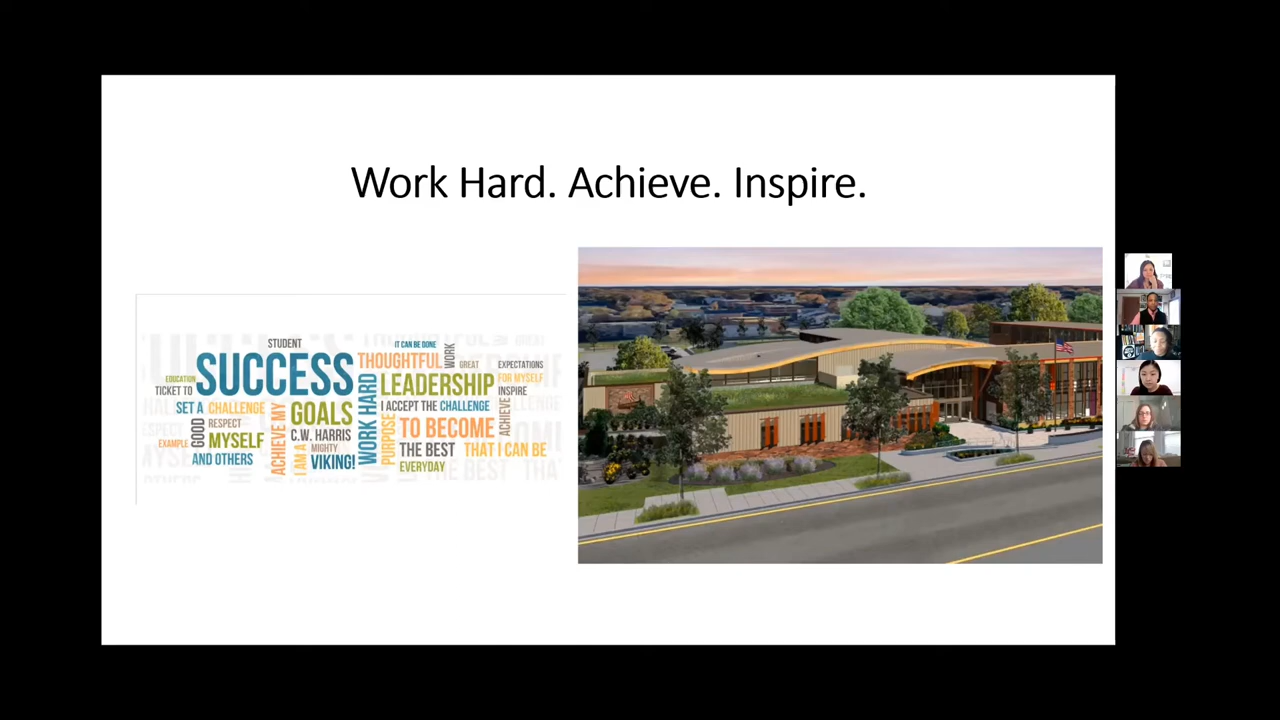 Work Hard. Achieve. Inspire.
STUDENT
IT CAN BE DONE
SUCCESS
THOUGHTFUL
WORK
GREAT
EXPECTATIONS
EDUCATION
TICKET TO
LEADERSHIP
FOR MYSELF
INSPIRE
SET A CHALLENGE
GOALS
WORK HARD
I ACCEPT THE CHALLENGE
ACHIEVE
GOOD
RESPECT
ACHIEVE MY
C.W. HARRIS
PURPOSE
TO BECOME
EXAMPLE
MYSELF
I AM A
MIGHTY
THE BEST
THAT I CAN BE
AND OTHERS
VIKING!
EVERYDAY
THE BEST